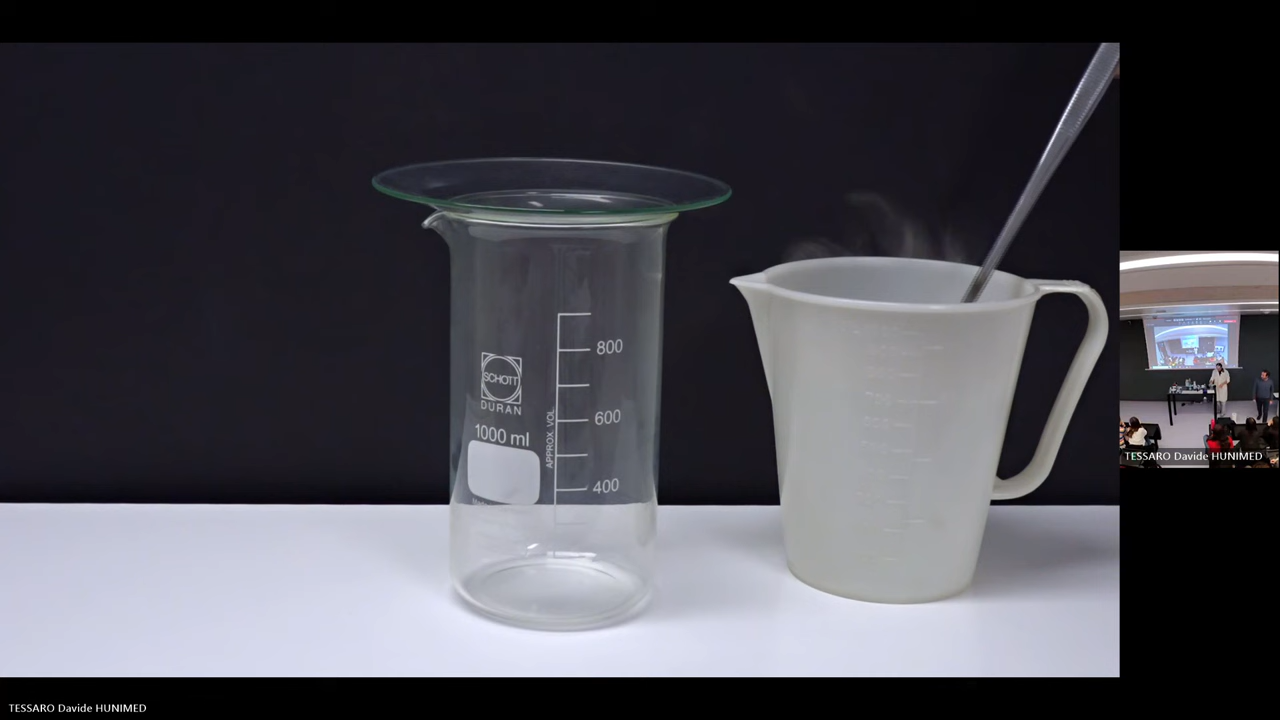 SCHOTT
DURAN
1000 ml
APPROX. VOL
800
600
400
TESSARO Davide HUNIMED
TESSARO Davide HUNIMED